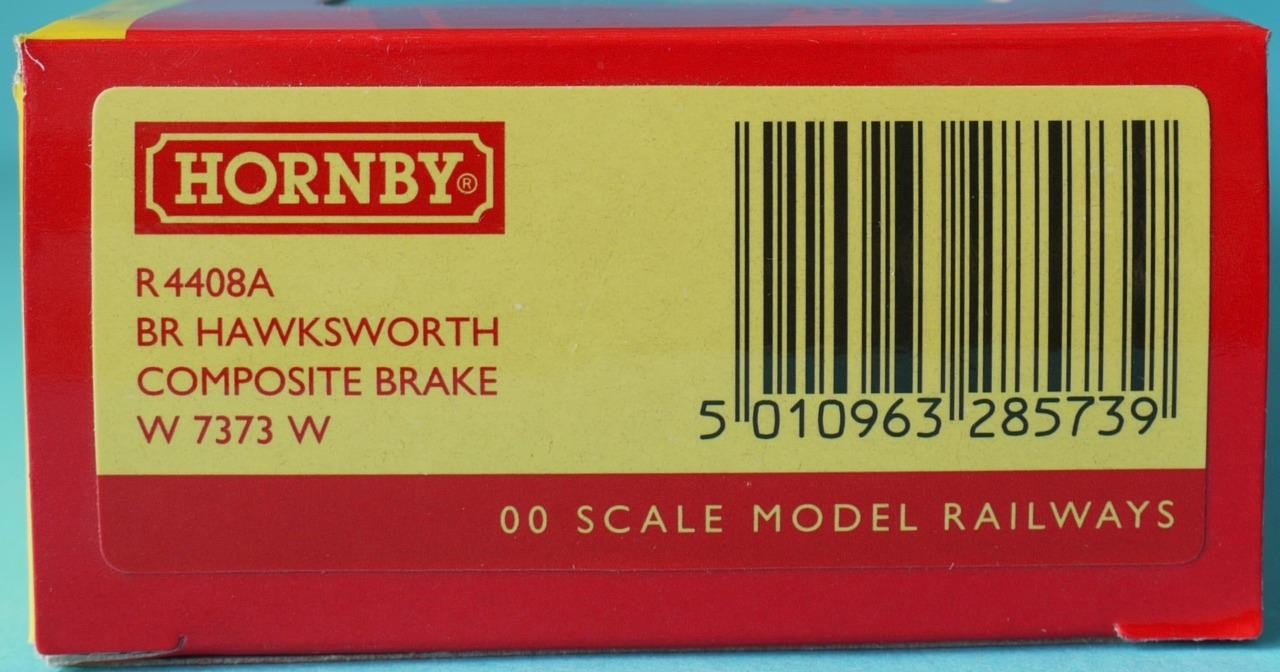 HORNBY®
R4408A
BR HAWKSWORTH
COMPOSITE BRAKE
W 7373 W
5 010963 285739
00 SCALE MODEL RAILWAYS